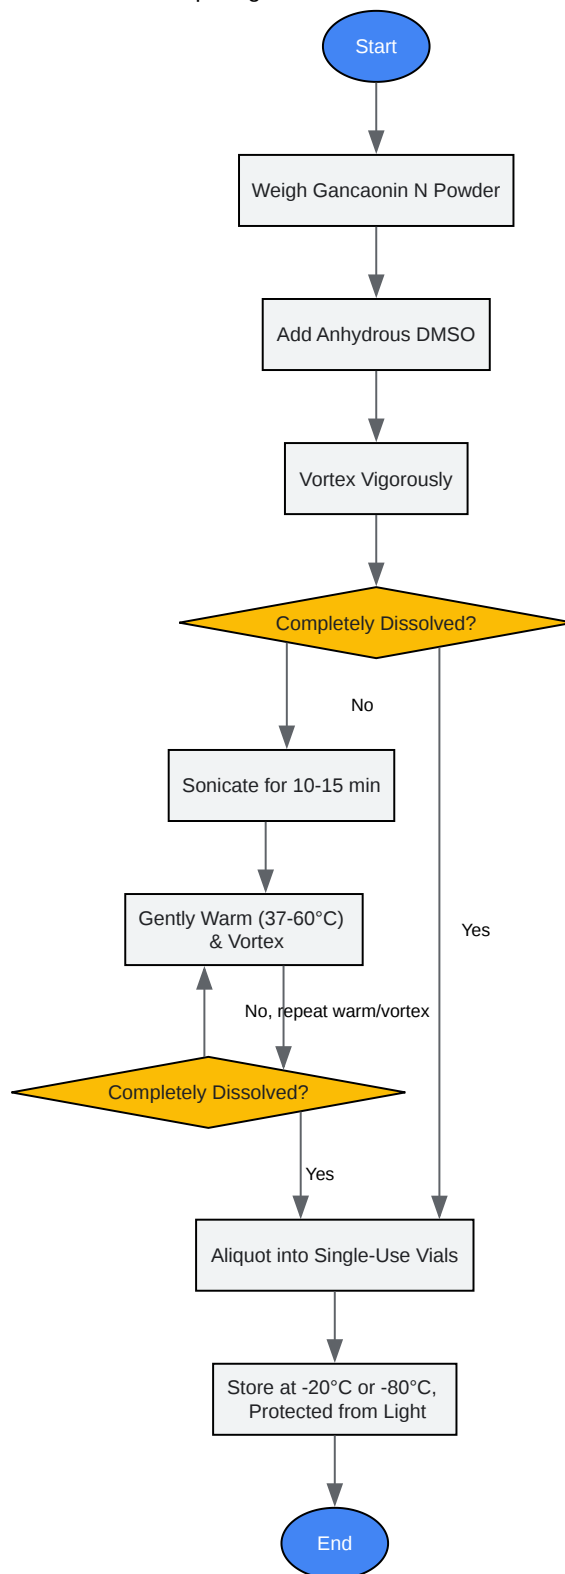 Start
Weigh Gancaonin N Powder
Add Anhydrous DMSO
Vortex Vigorously
Completely Dissolved?
No
Sonicate for 10-15 min
Gently Warm (37-60°C)
& Vortex
Yes
No, repeat warm/vortex
Completely Dissolved?
Yes
Aliquot into Single-Use Vials
Store at -20°C or -80°C,
Protected from Light
End